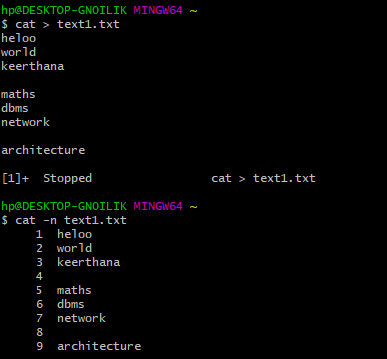 hp@DESKTOP-GNOILIK MINGW64 ~
$ cat > text1.txt
heloo
world
keerthana

maths
dbms
network

architecture

[1]+  Stopped                 cat > text1.txt

hp@DESKTOP-GNOILIK MINGW64 ~
$ cat -n text1.txt
     1  heloo
     2  world
     3  keerthana
     4
     5  maths
     6  dbms
     7  network
     8
     9  architecture